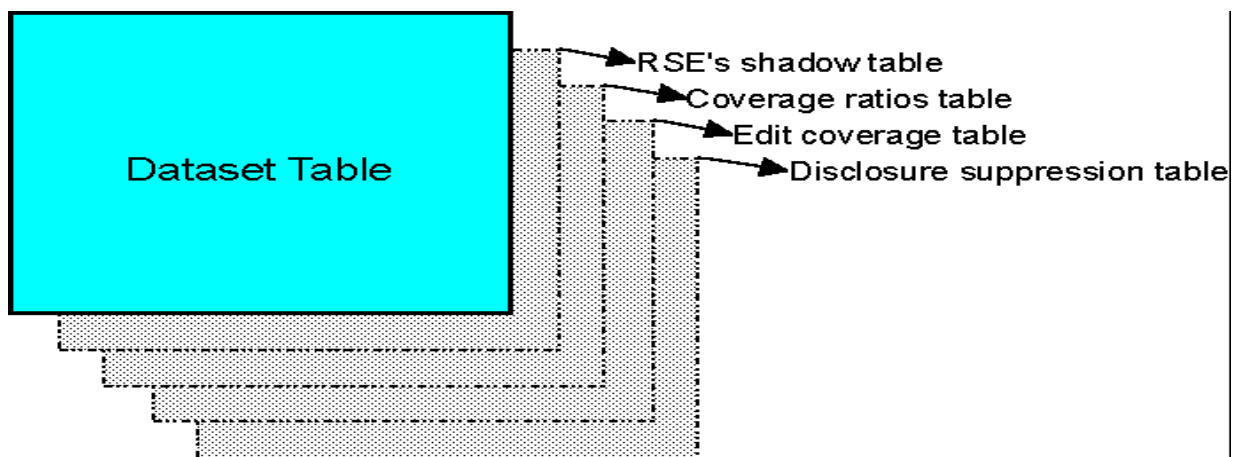 RSE's shadow table
Coverage ratios table
Edit coverage table
Disclosure suppression table
Dataset Table